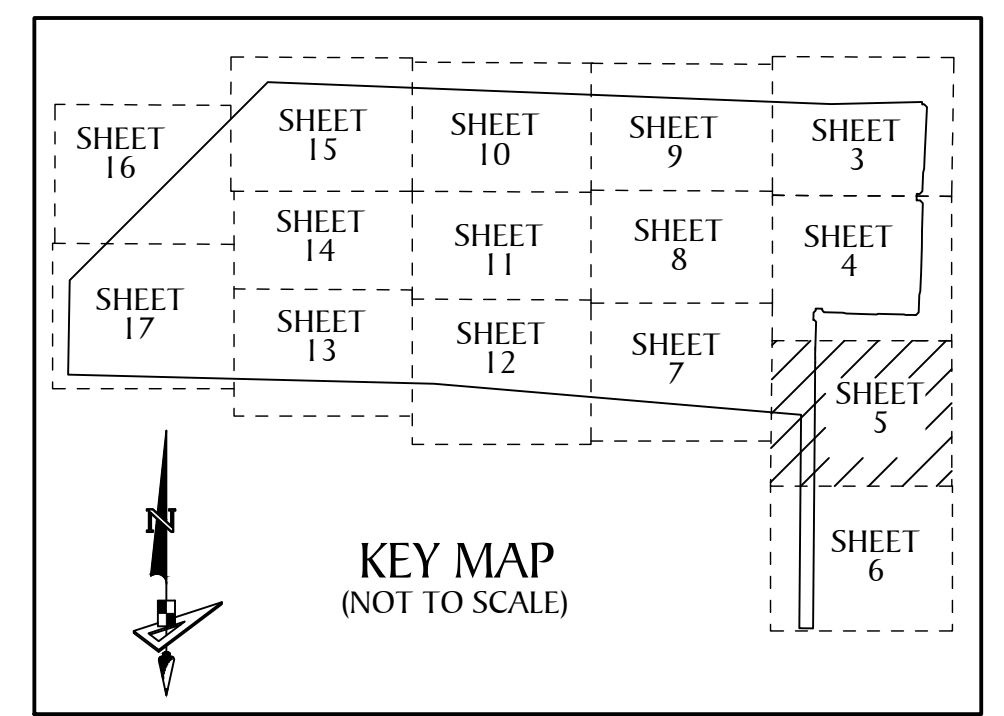 SHEET
16
SHEET
15
SHEET
10
SHEET
9
SHEET
3
SHEET
14
SHEET
11
SHEET
8
SHEET
4
SHEET
17
SHEET
13
SHEET
12
SHEET
7
SHEET
5
SHEET
6
N
KEY MAP
(NOT TO SCALE)